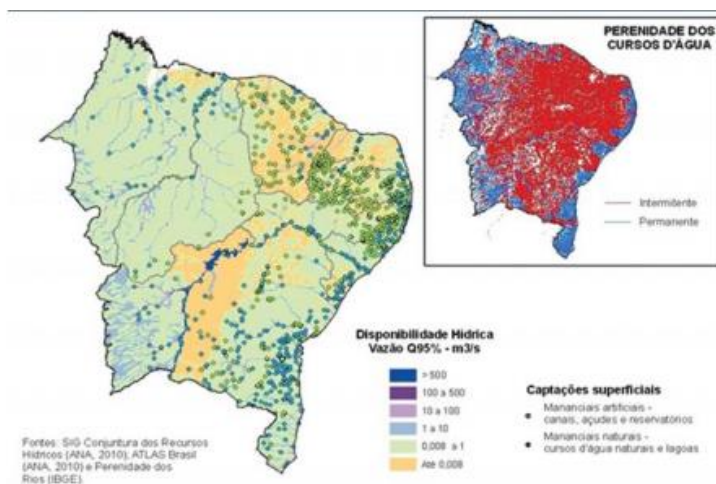 PERENIDADE DOS
CURSOS D'ÁGUA
Intermitente
Permanente
Disponibilidade Hídrica
Vazão Q95% - m3/s
> 500
100 a 500
10 a 100
1 a 10
0,008 a 1
Até 0,008
Captações superficiais
Mananciais artificiais -
canais, açudes e reservatórios
Mananciais naturais -
cursos d'água naturais e lagoas
Fontes: SIG Conjuntura dos Recursos
Hídricos (ANA, 2010); ATLAS Brasil
(ANA, 2010) e Perenidade dos
Rios (IBGE).